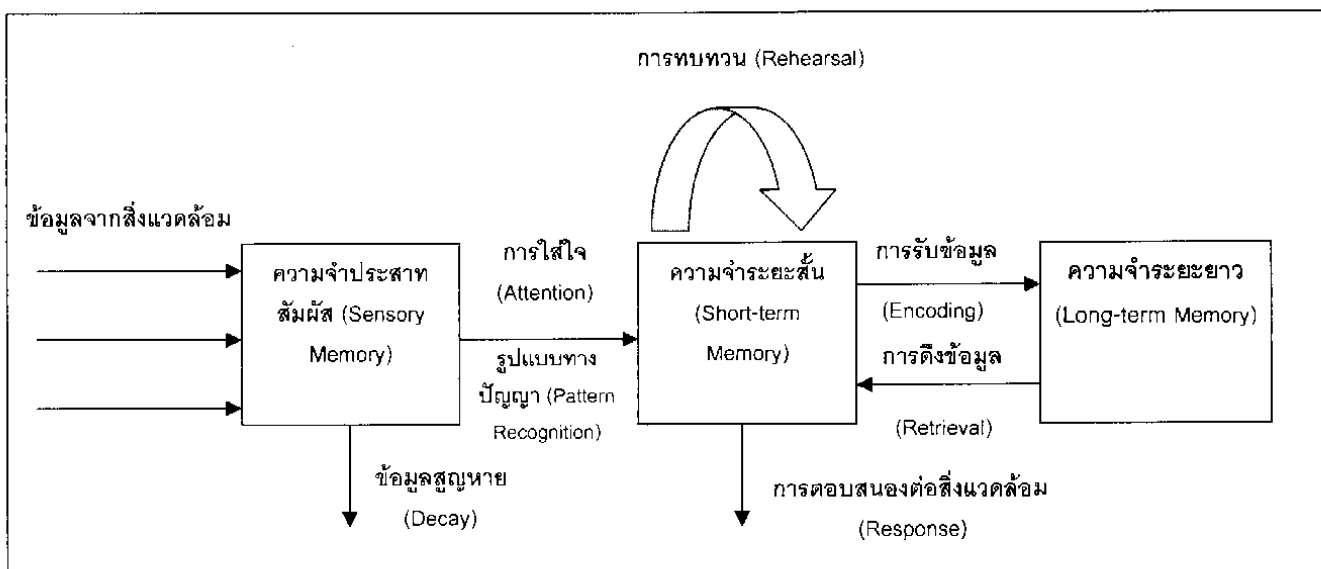 การทบทวน (Rehearsal)
ข้อมูลจากสิ่งแวดล้อม
ความจำประสาท
สัมผัส (Sensory
Memory)
การใส่ใจ
(Attention)
รูปแบบทาง
ปัญญา (Pattern
Recognition)
ความจำระยะสั้น
(Short-term
Memory)
การรับข้อมูล
(Encoding)
การดึงข้อมูล
(Retrieval)
ความจำระยะยาว
(Long-term Memory)
ข้อมูลสูญหาย
(Decay)
การตอบสนองต่อสิ่งแวดล้อม
(Response)